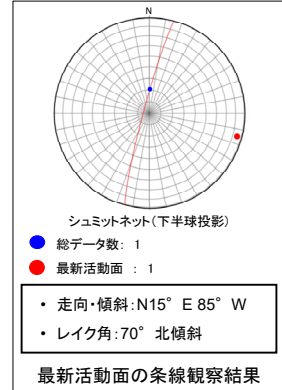 N
シュミットネット(下半球投影)
総データ数: 1
最新活動面 : 1
・ 走向・傾斜:N15° E 85° W
・ レイク角:70° 北傾斜
最新活動面の条線観察結果